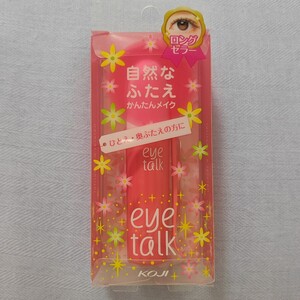 ロング
セラー
自然な
ふたえ
かんたんメイク
ひとえ・奥ぶたえの方に
eye
talk
eye
talk
KOJI